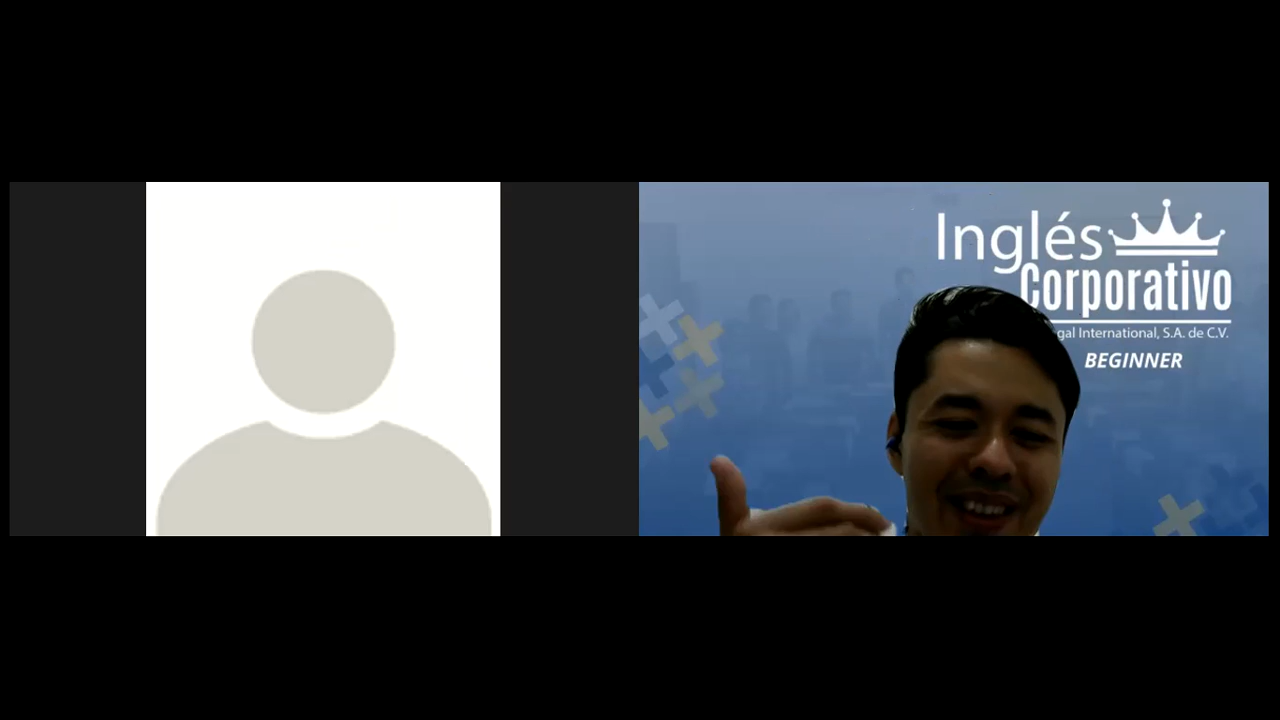 Inglés
Corporativo
International, S.A. de C.V.
BEGINNER